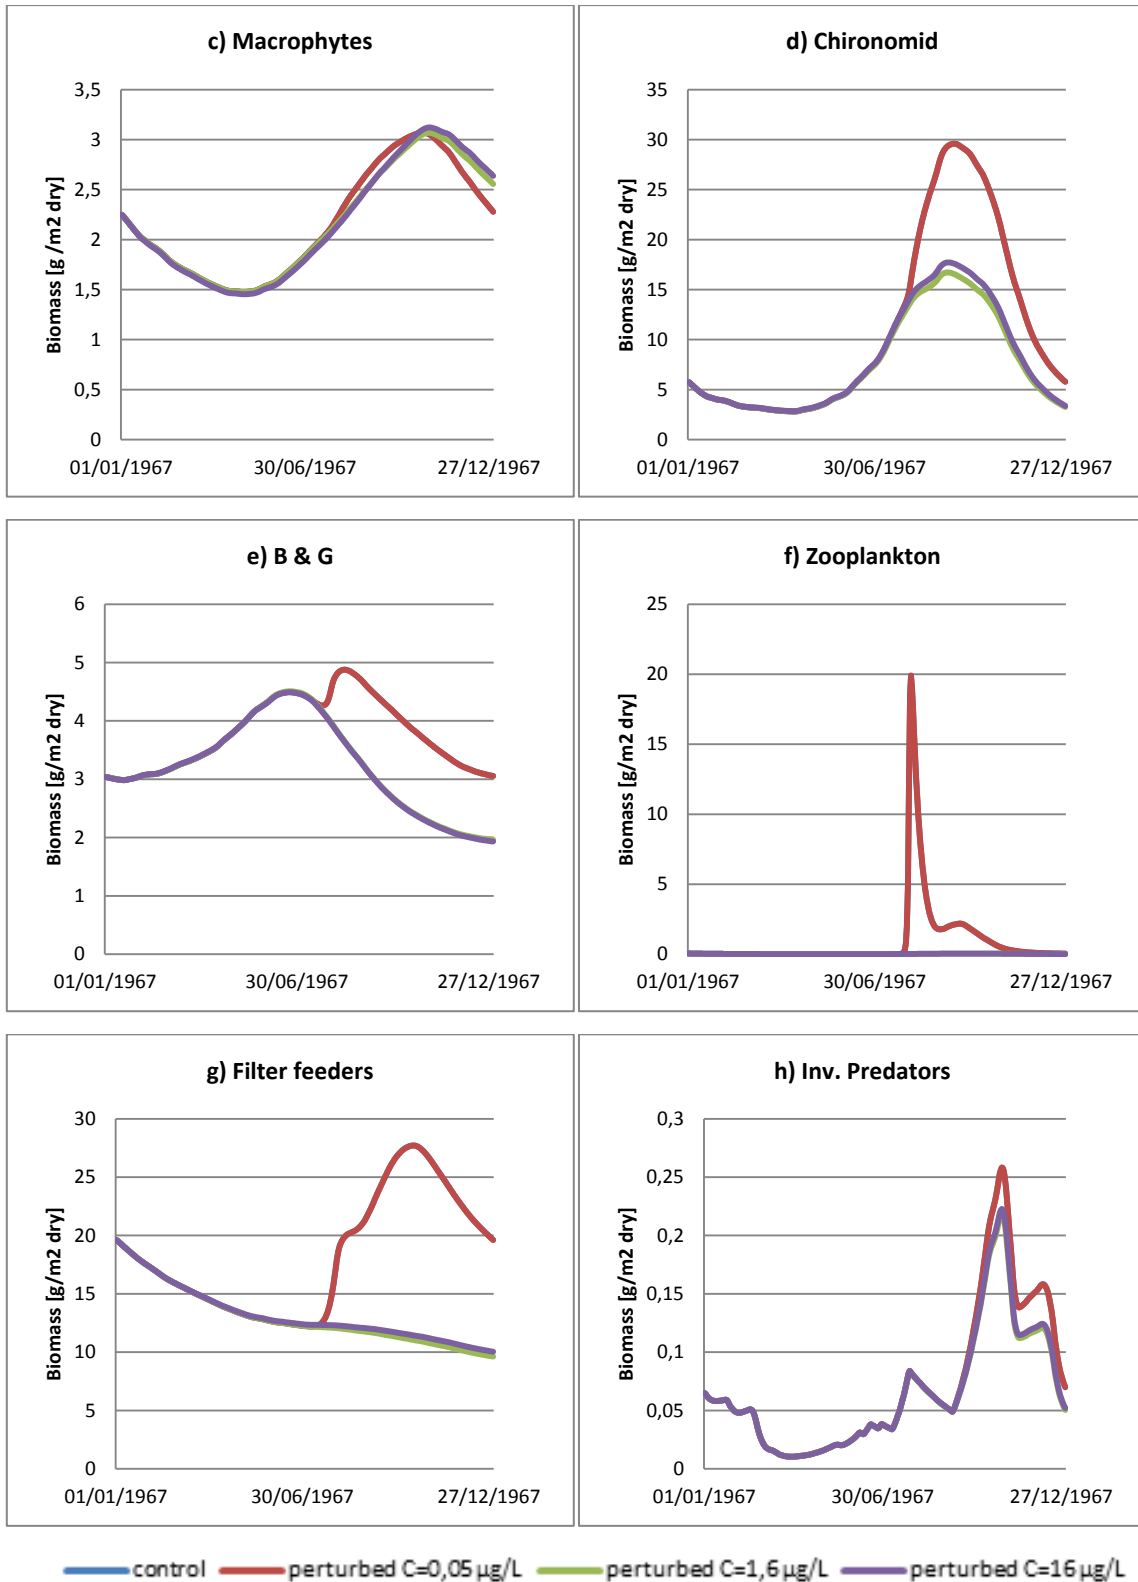 c) Macrophytes
Biomass [g /m2 dry]
3,5
3
2,5
2
1,5
1
0,5
0
01/01/1967 30/06/1967 27/12/1967
d) Chironomid
Biomass [g/m2 dry]
35
30
25
20
15
10
5
0
01/01/1967 30/06/1967 27/12/1967
e) B & G
Biomass [g/m2 dry]
6
5
4
3
2
1
0
01/01/1967 30/06/1967 27/12/1967
f) Zooplankton
Biomass [g/m2 dry]
25
20
15
10
5
0
01/01/1967 30/06/1967 27/12/1967
g) Filter feeders
Biomass [g/m2 dry]
30
25
20
15
10
5
0
01/01/1967 30/06/1967 27/12/1967
h) Inv. Predators
Biomass [g/m2 dry]
0,3
0,25
0,2
0,15
0,1
0,05
0
01/01/1967 30/06/1967 27/12/1967
control perturbed C=0,05 µg/L perturbed C=1,6 µg/L perturbed C=16 µg/L